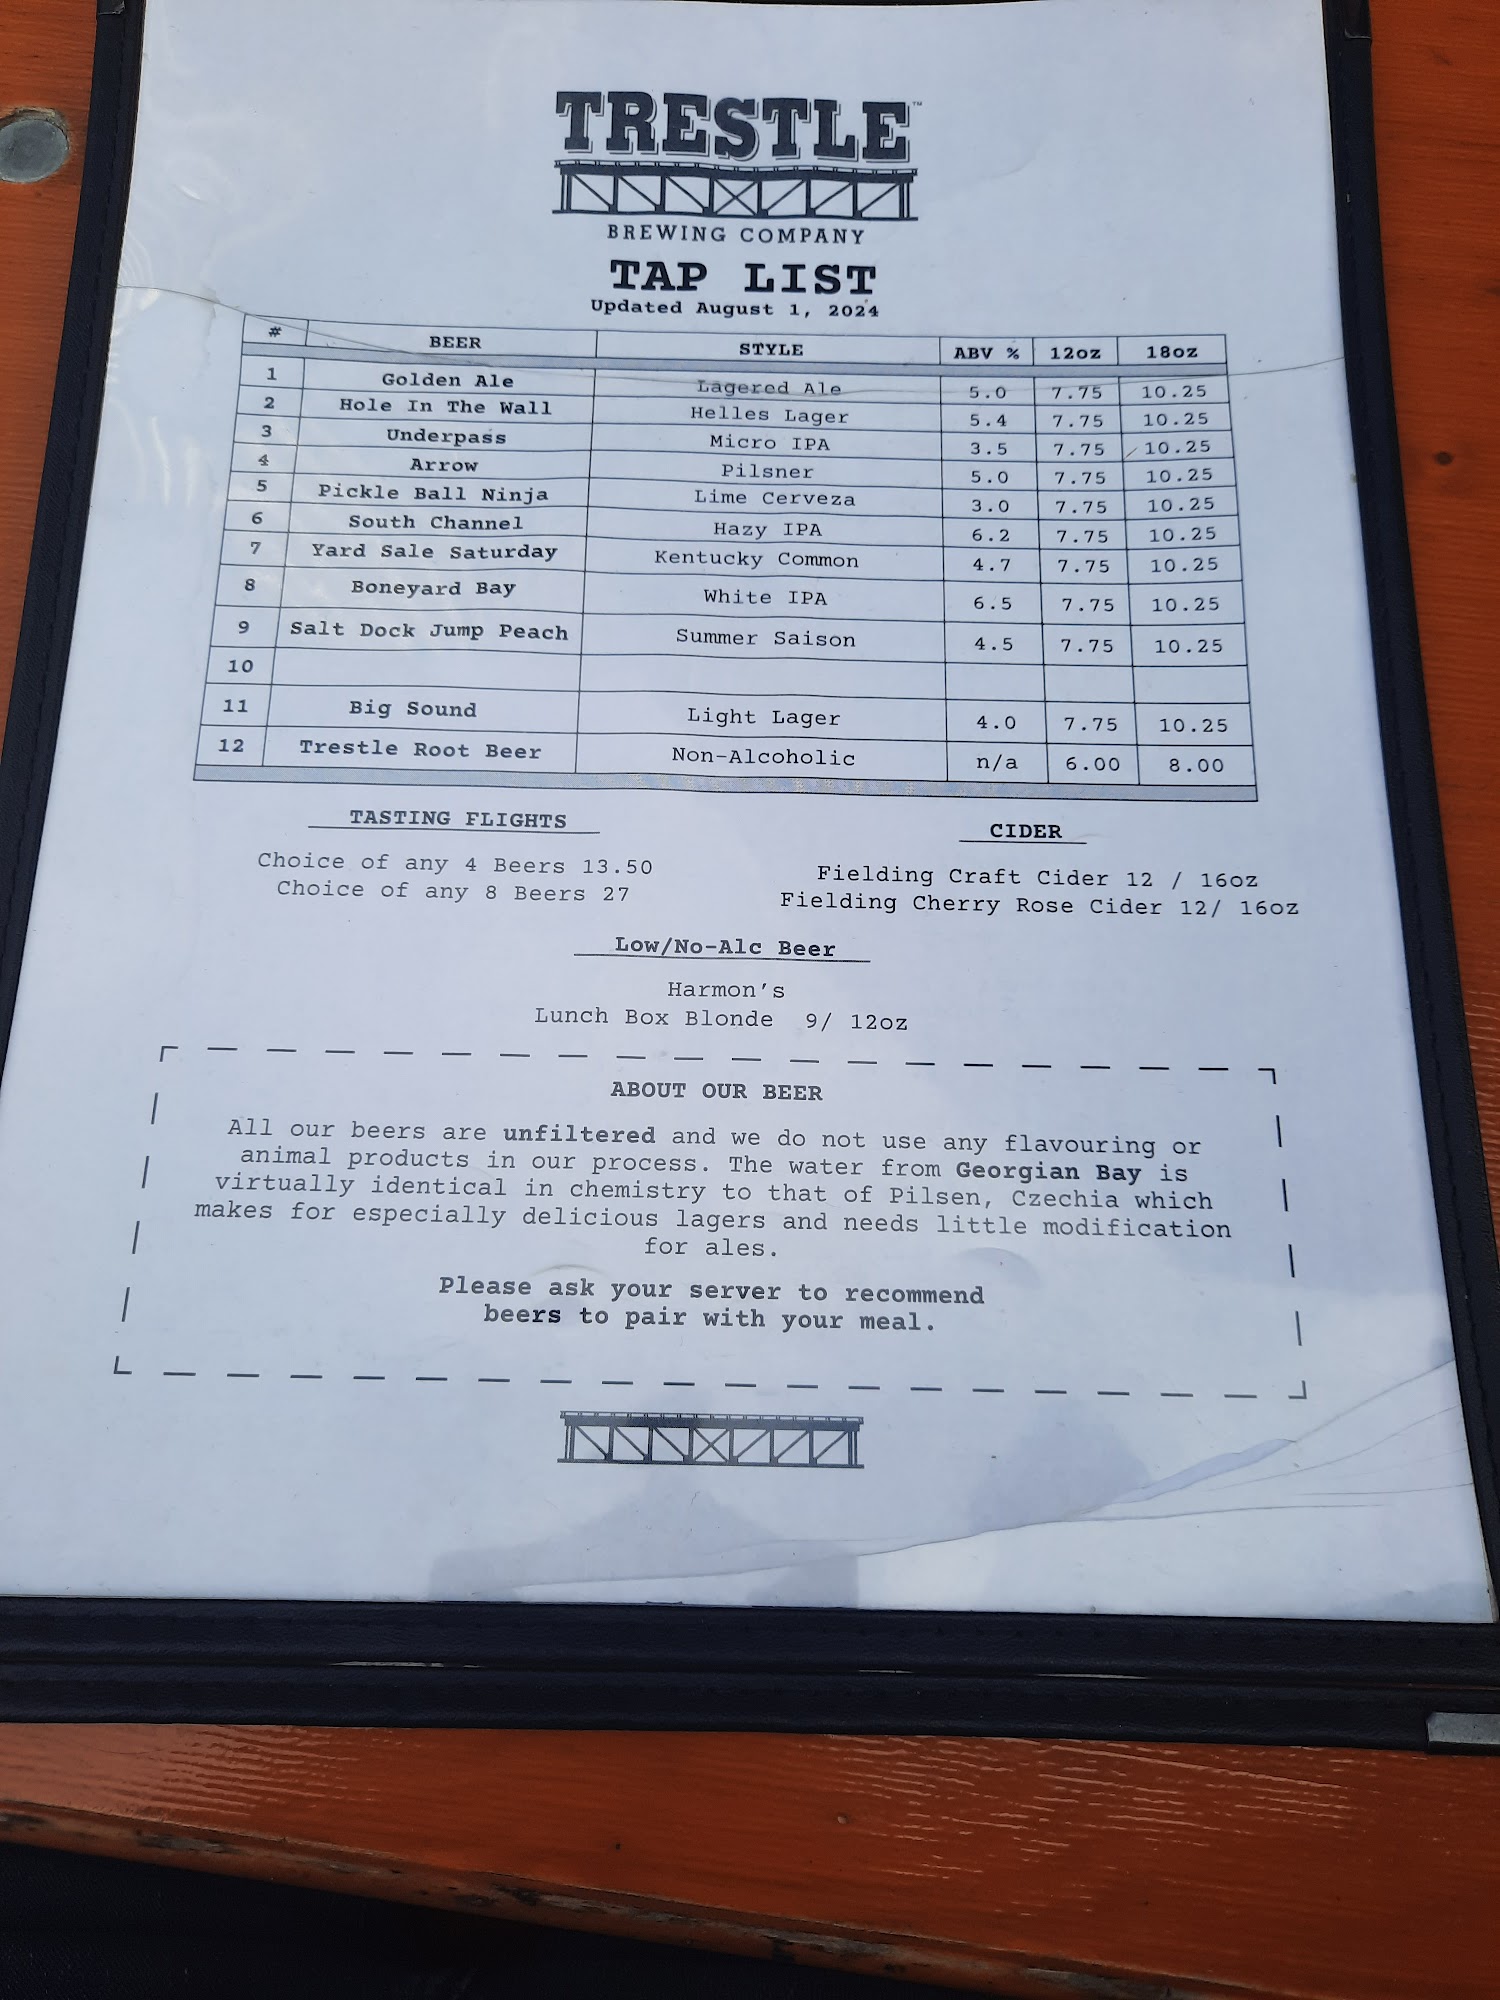 TRESTLE™
BREWING COMPANY
TAP LIST
Updated August 1, 2024
# BEER STYLE ABV % 12oz 18oz
1 Golden Ale Lagered Ale 5.0 7.75 10.25
2 Hole In The Wall Helles Lager 5.4 7.75 10.25
3 Underpass Micro IPA 3.5 7.75 10.25
4 Arrow Pilsner 5.0 7.75 10.25
5 Pickle Ball Ninja Lime Cerveza 3.0 7.75 10.25
6 South Channel Hazy IPA 6.2 7.75 10.25
7 Yard Sale Saturday Kentucky Common 4.7 7.75 10.25
8 Boneyard Bay White IPA 6.5 7.75 10.25
9 Salt Dock Jump Peach Summer Saison 4.5 7.75 10.25
10
11 Big Sound Light Lager 4.0 7.75 10.25
12 Trestle Root Beer Non-Alcoholic n/a 6.00 8.00
TASTING FLIGHTS
Choice of any 4 Beers 13.50
Choice of any 8 Beers 27
CIDER
Fielding Craft Cider 12 / 16oz
Fielding Cherry Rose Cider 12/ 16oz
Low/No-Alc Beer
Harmon's
Lunch Box Blonde 9/ 12oz
ABOUT OUR BEER
All our beers are unfiltered and we do not use any flavouring or
animal products in our process. The water from Georgian Bay is
virtually identical in chemistry to that of Pilsen, Czechia which
makes for especially delicious lagers and needs little modification
for ales.
Please ask your server to recommend
beers to pair with your meal.